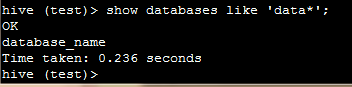 hive (test)> show databases like 'data*';
OK
database_name
Time taken: 0.236 seconds
hive (test)>